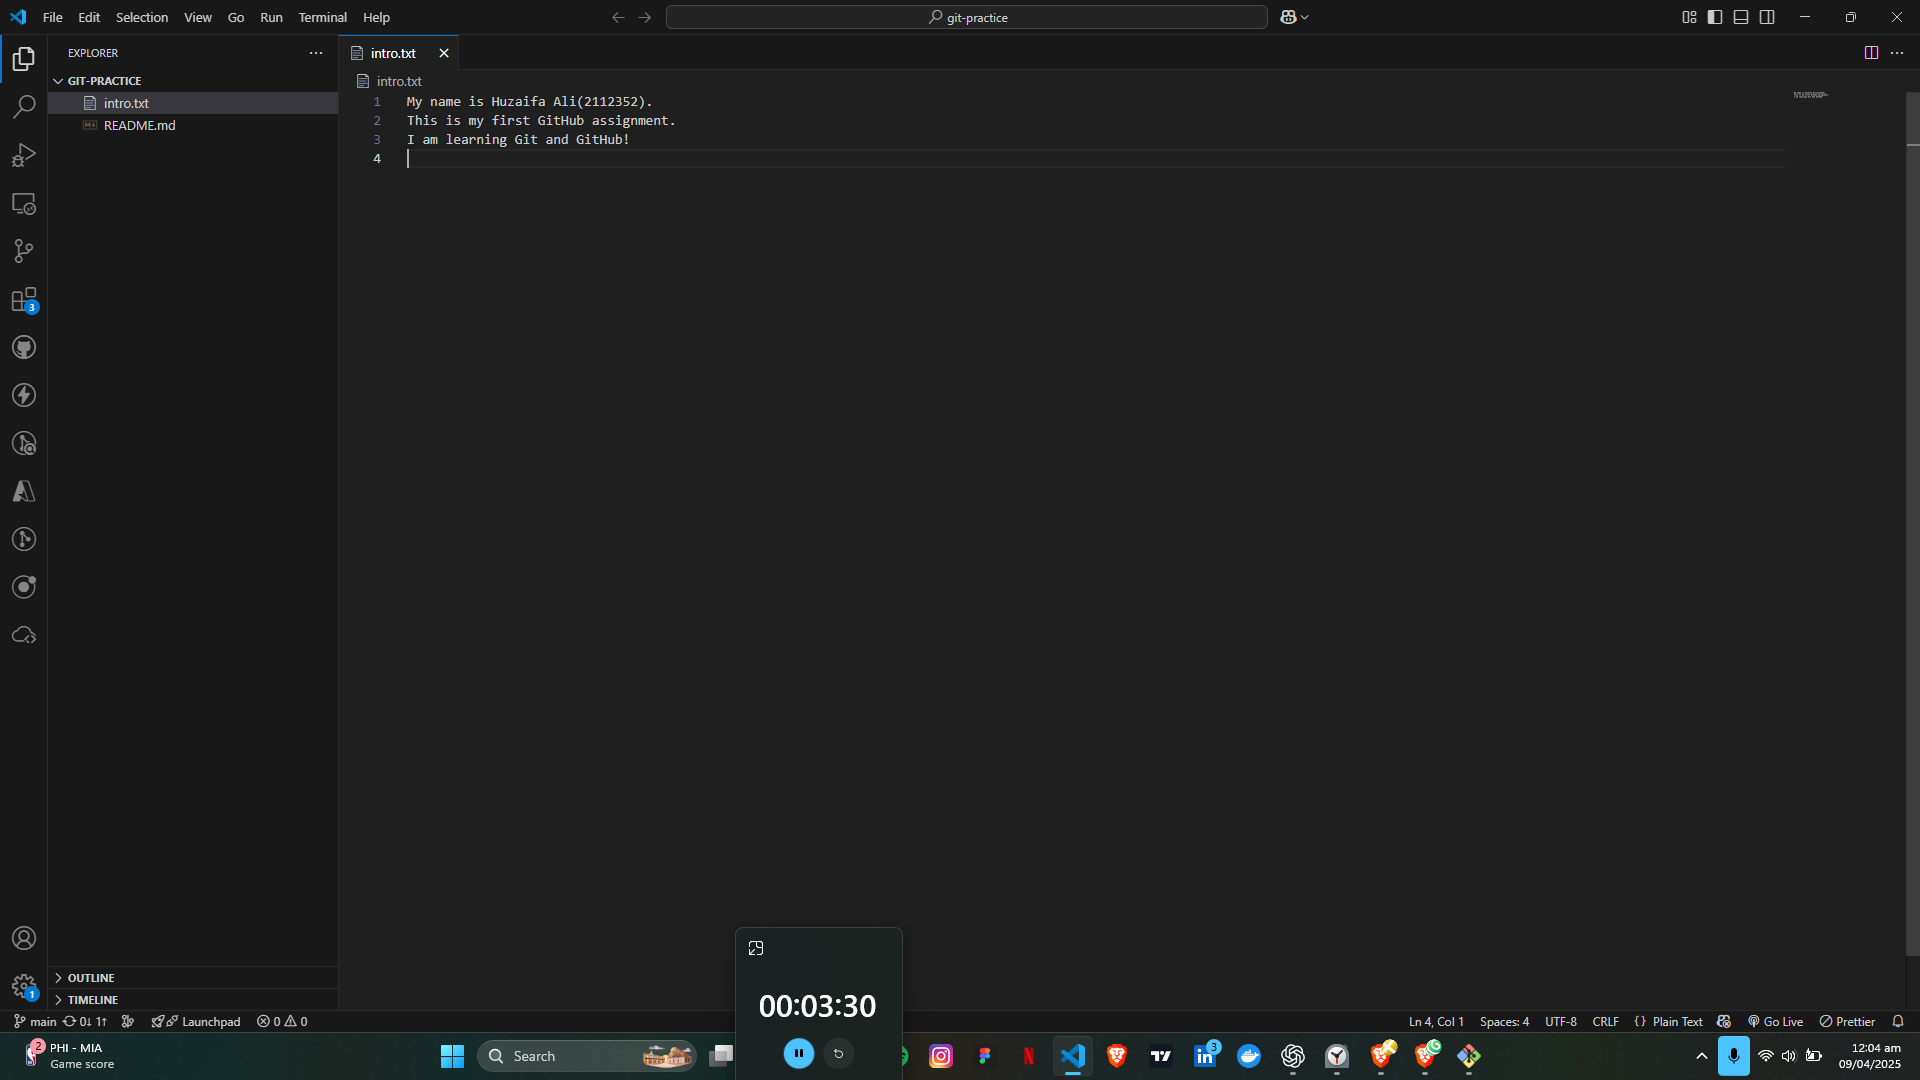 File Edit Selection View Go Run Terminal Help
git-practice
EXPLORER
GIT-PRACTICE
intro.txt
README.md
OUTLINE
TIMELINE
intro.txt
intro.txt
1 My name is Huzaifa Ali(2112352).
2 This is my first GitHub assignment.
3 I am learning Git and GitHub!
4
3
1
00:03:30
main 0↓ 1↑ Launchpad 0 0
Ln 4, Col 1 Spaces: 4 UTF-8 CRLF {} Plain Text Go Live Prettier
2
PHI - MIA
Game score
Search
3
12:04 am
09/04/2025